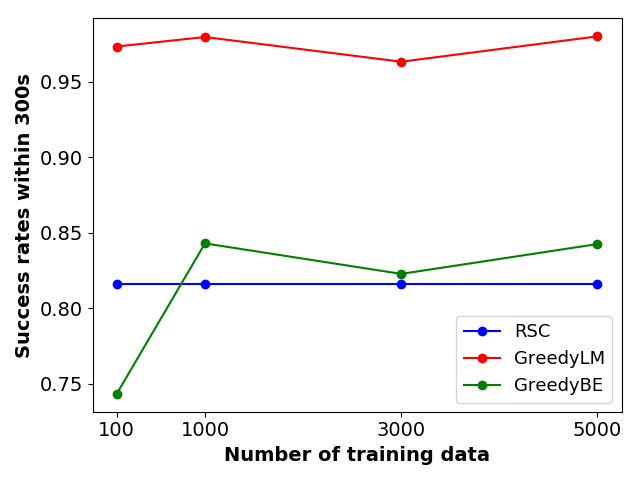 Success rates within 300s
0.95
0.90
0.85
0.80
0.75
RSC
GreedyLM
GreedyBE
100
1000
3000
5000
Number of training data